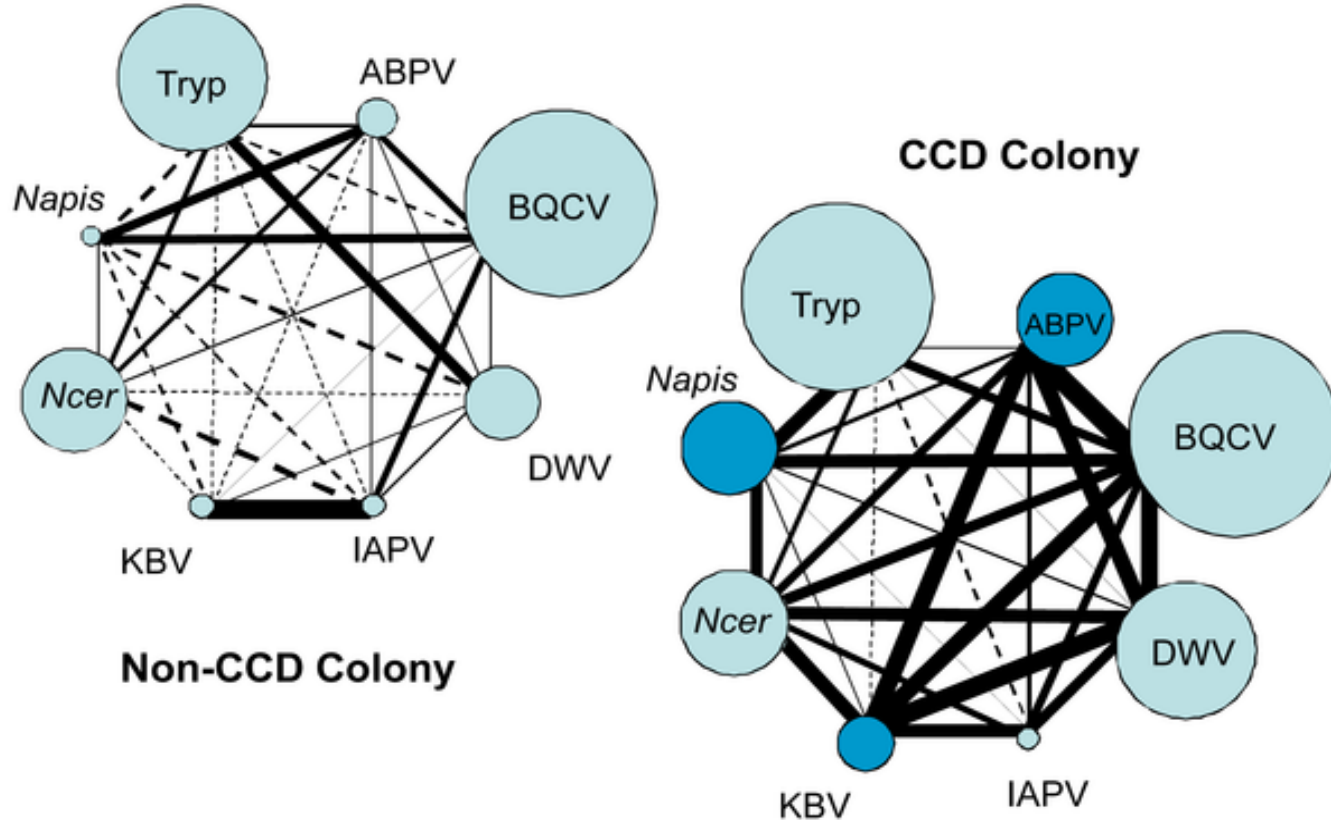 Tryp
ABPV
Napis
BQCV
Ncer
DWV
KBV
IAPV
Non-CCD Colony
CCD Colony
Tryp
ABPV
Napis
BQCV
Ncer
DWV
KBV
IAPV